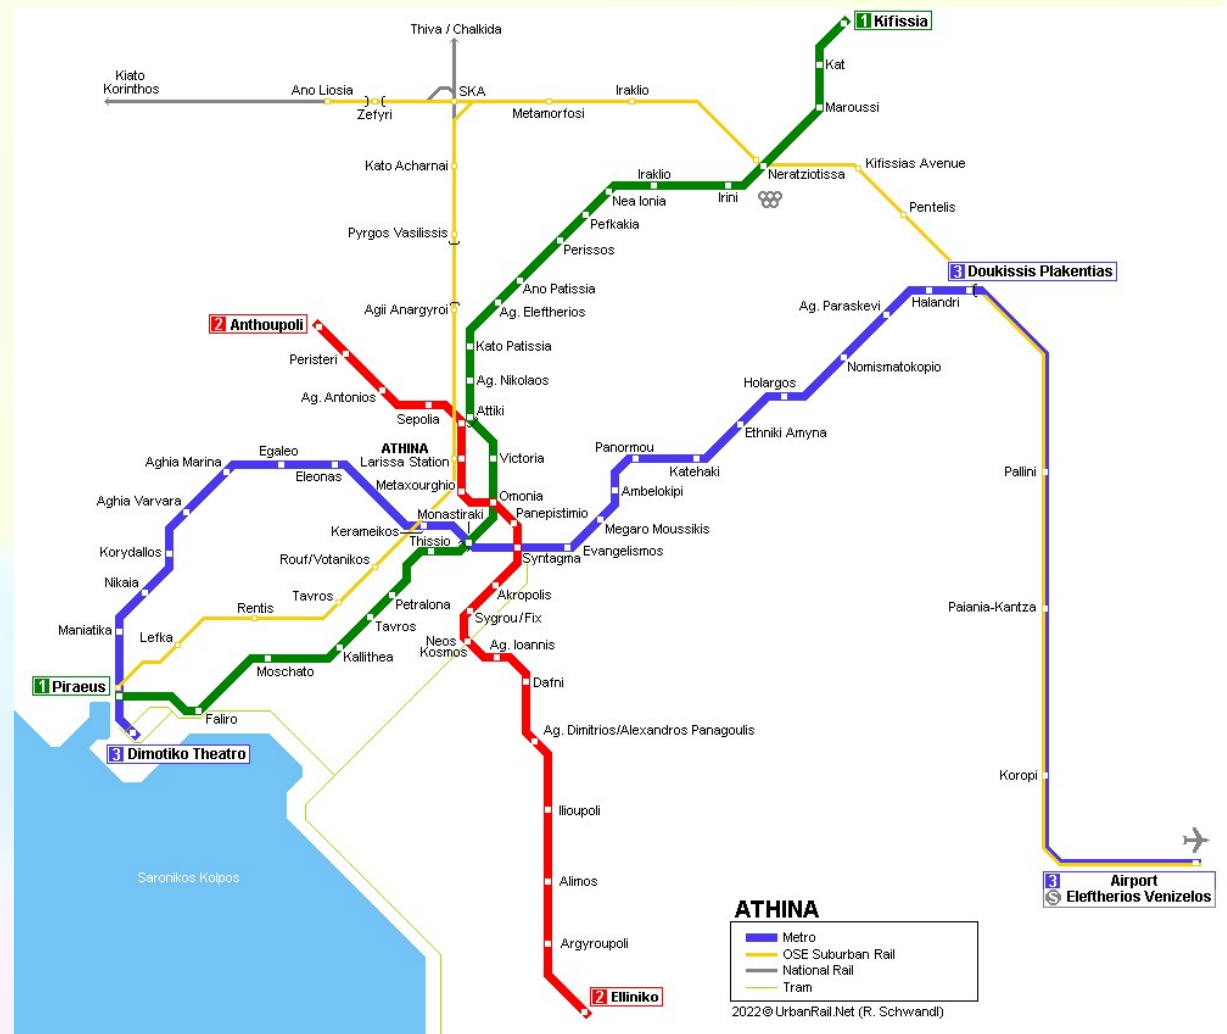 Thiva / Chalkida
1 Kifissia
Kiato
Korinthos
Kat
Ano Liosia
SKA
Iraklio
Zefyri
Metamorfosi
Maroussi
Kato Acharnai
Kifissias Avenue
Iraklio
Neratziotissa
Irini
Nea Ionia
Pentelis
Pefkakia
Pyrgos Vasilissis
Perissos
3 Doukissis Plakentias
Ano Patissia
Halandri
Ag. Paraskevi
Agii Anargyroi
Ag. Eleftherios
2 Anthoupoli
Kato Patissia
Peristeri
Nomismatokopio
Ag. Nikolaos
Holargos
Ag. Antonios
Attiki
Sepolia
Ethniki Amyna
ATHINA
Panormou
Egaleo
Aghia Marina
Larissa Station
Victoria
Katehaki
Eleonas
Pallini
Metaxourghio
Ambelokipi
Omonia
Aghia Varvara
Monastiraki
Panepistimio
Megaro Moussikis
Kerameikos
Thissio
Korydallos
Evangelismos
Syntagma
Rouf/Votanikos
Nikaia
Akropolis
Tavros
Petralona
Rentis
Paiania-Kantza
Sygrou/Fix
Tavros
Maniatika
Lefka
Neos
Kosmos
Ag. Ioannis
Kallithea
Moschato
Dafni
1 Piraeus
Faliro
Ag. Dimitrios/Alexandros Panagoulis
3 Dimotiko Theatro
Koropi
Ilioupoli
Saronikos Kolpos
Alimos
3 Airport
S Eleftherios Venizelos
ATHINA
Metro
Argyroupoli
OSE Suburban Rail
National Rail
Tram
2 Elliniko
2022 © UrbanRail.Net (R. Schwandl)